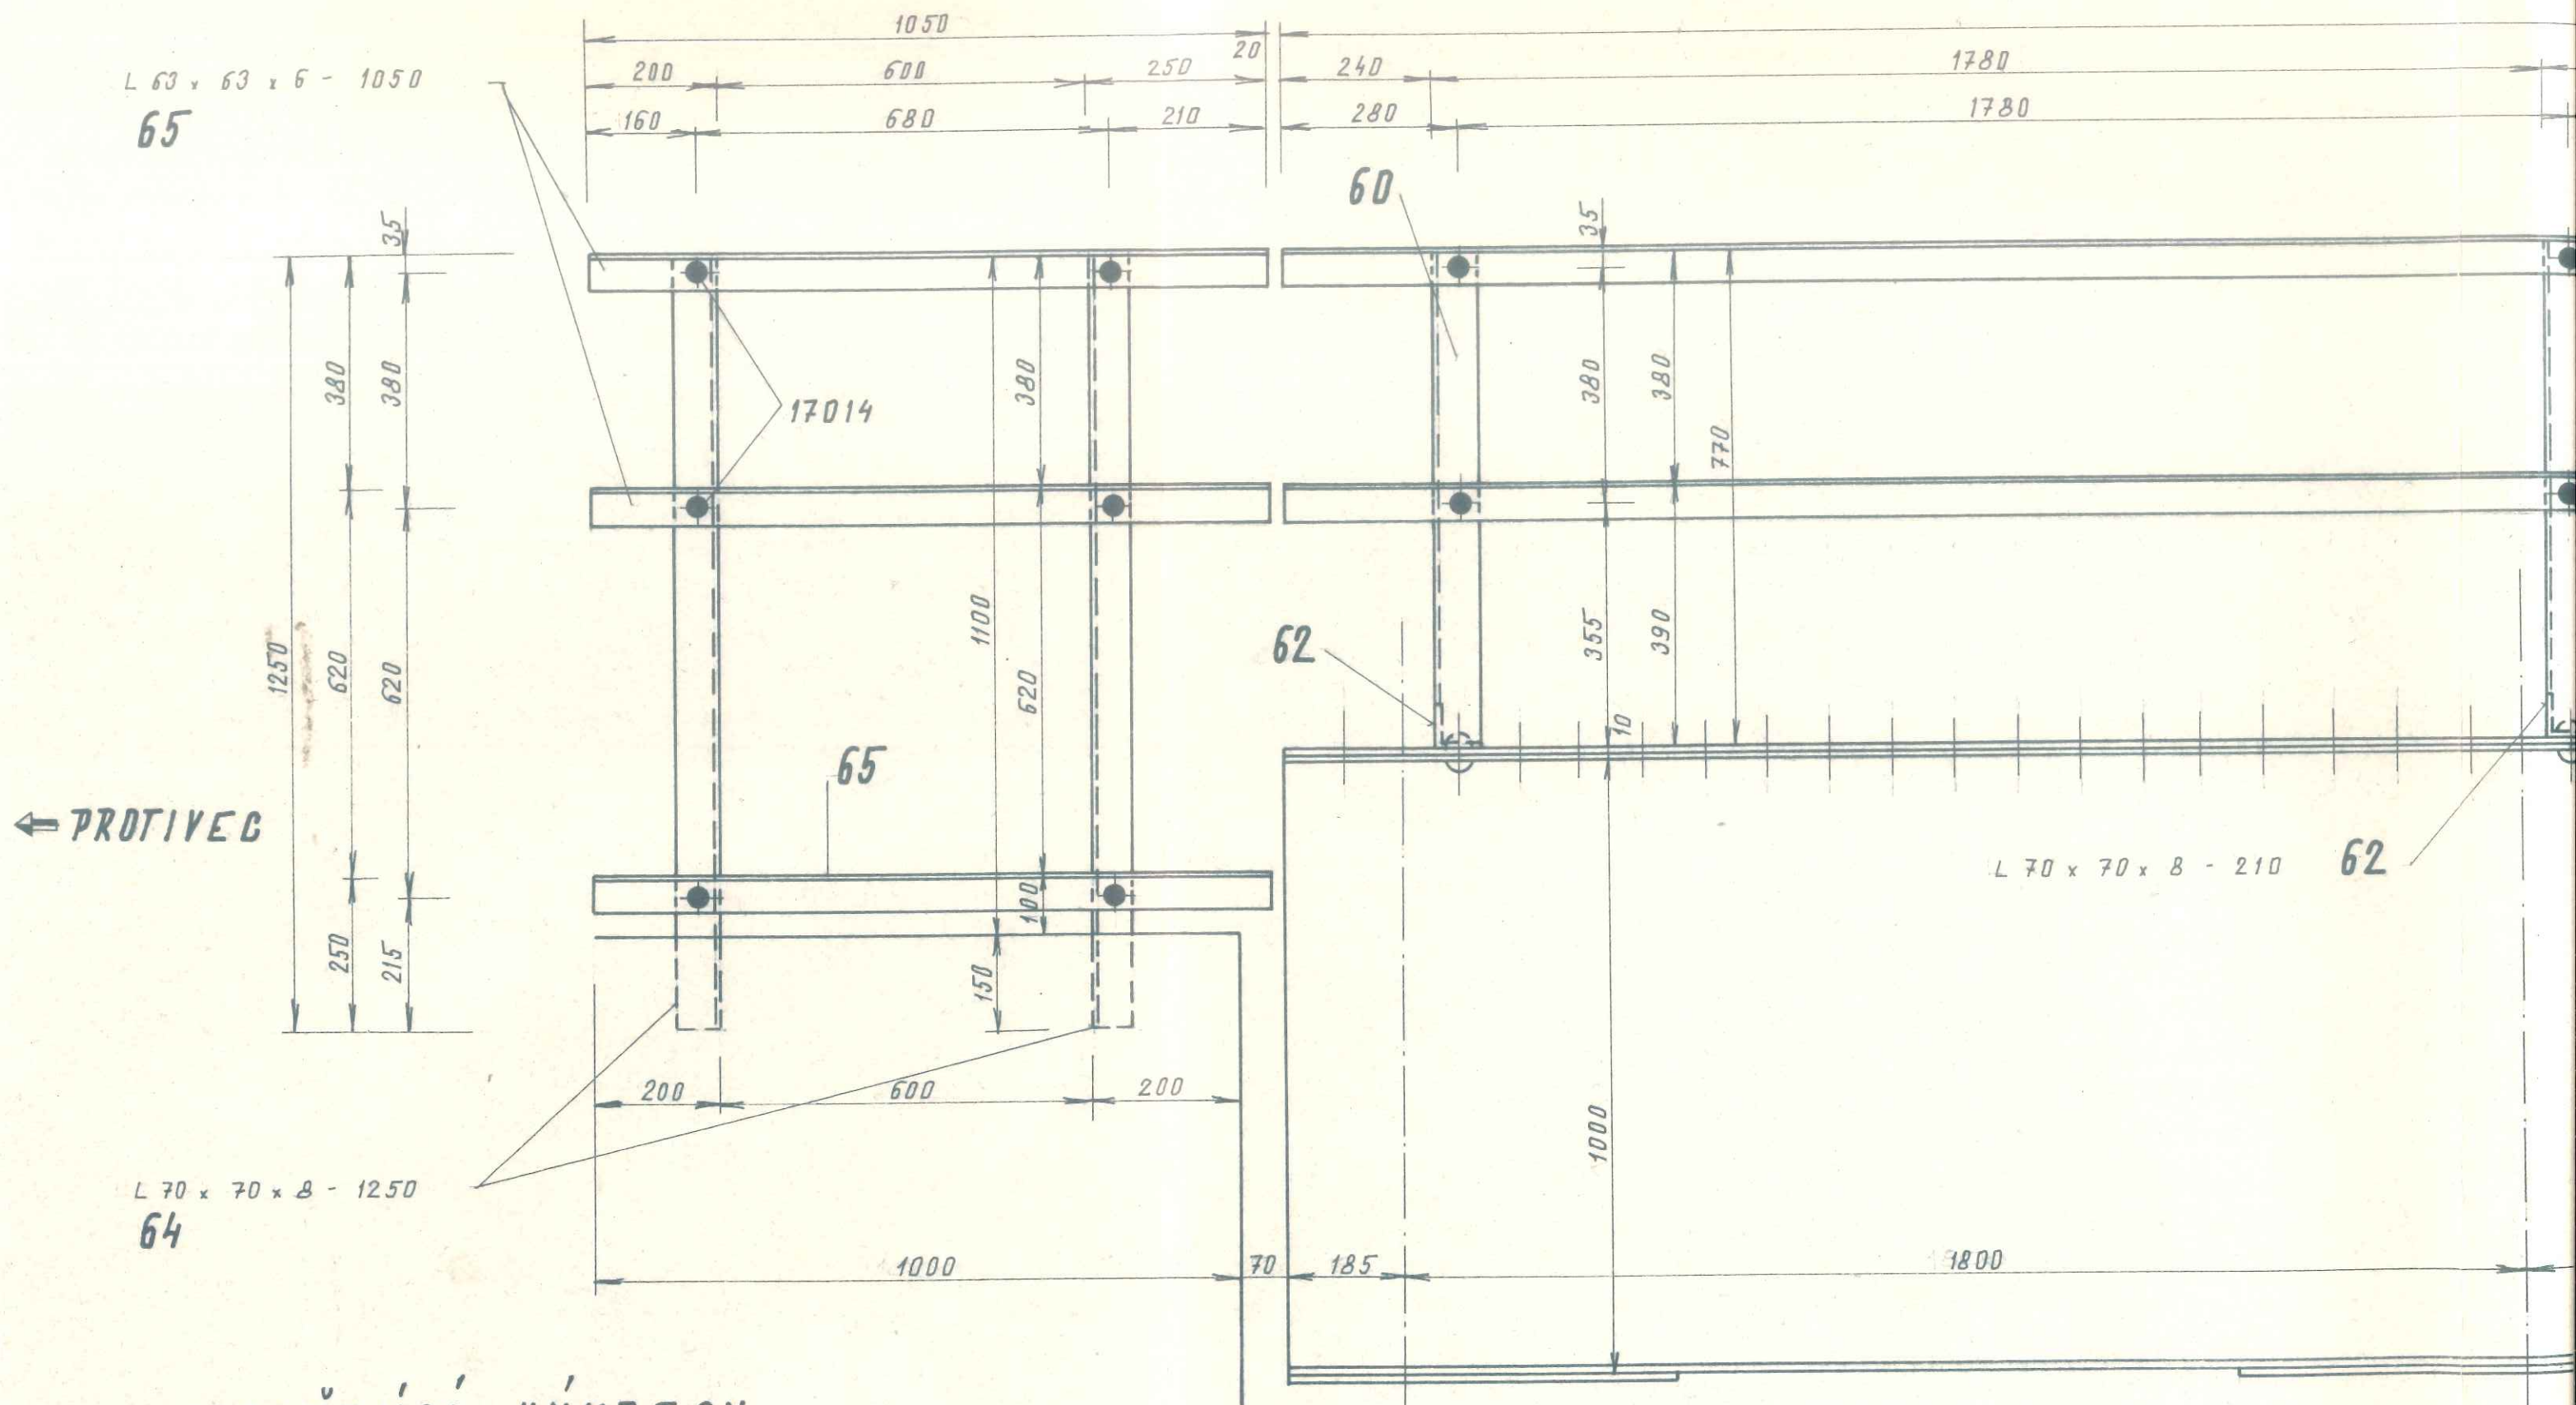 1050
20
200 600 250 240 1780
160 680 210 280 1780
L 63 x 63 x 6 - 1050
65
60
35 35
380 380 380 380 380
770
17014
1250 620 620 1100 620 355 390
62
10
65
← PROTIVEC
L 70 x 70 x 8 - 210 62
250 215 100 150
200 600 200
1000
L 70 x 70 x 8 - 1250
64
1000 70 185 1800